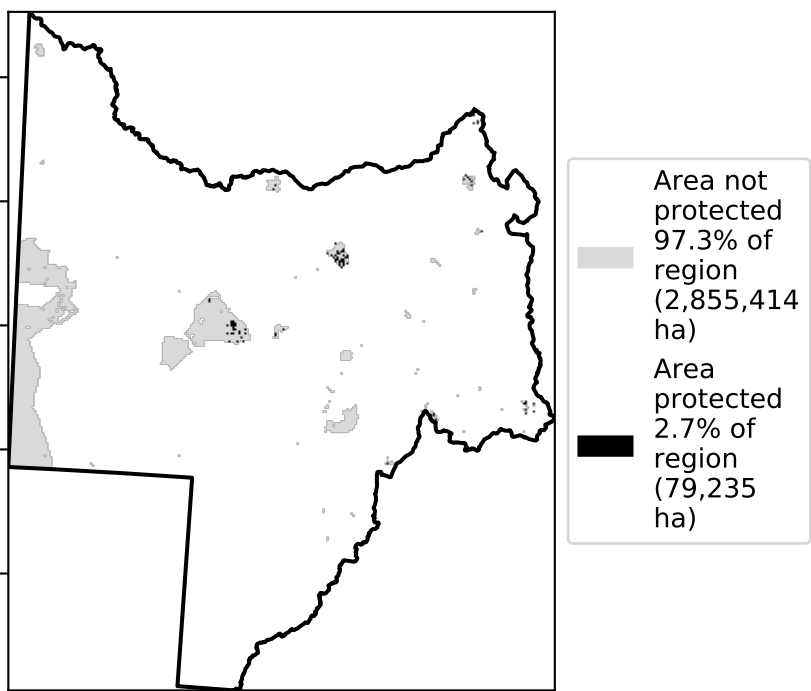 Area not
protected
97.3% of
region
(2,855,414
ha)
Area
protected
2.7% of
region
(79,235
ha)